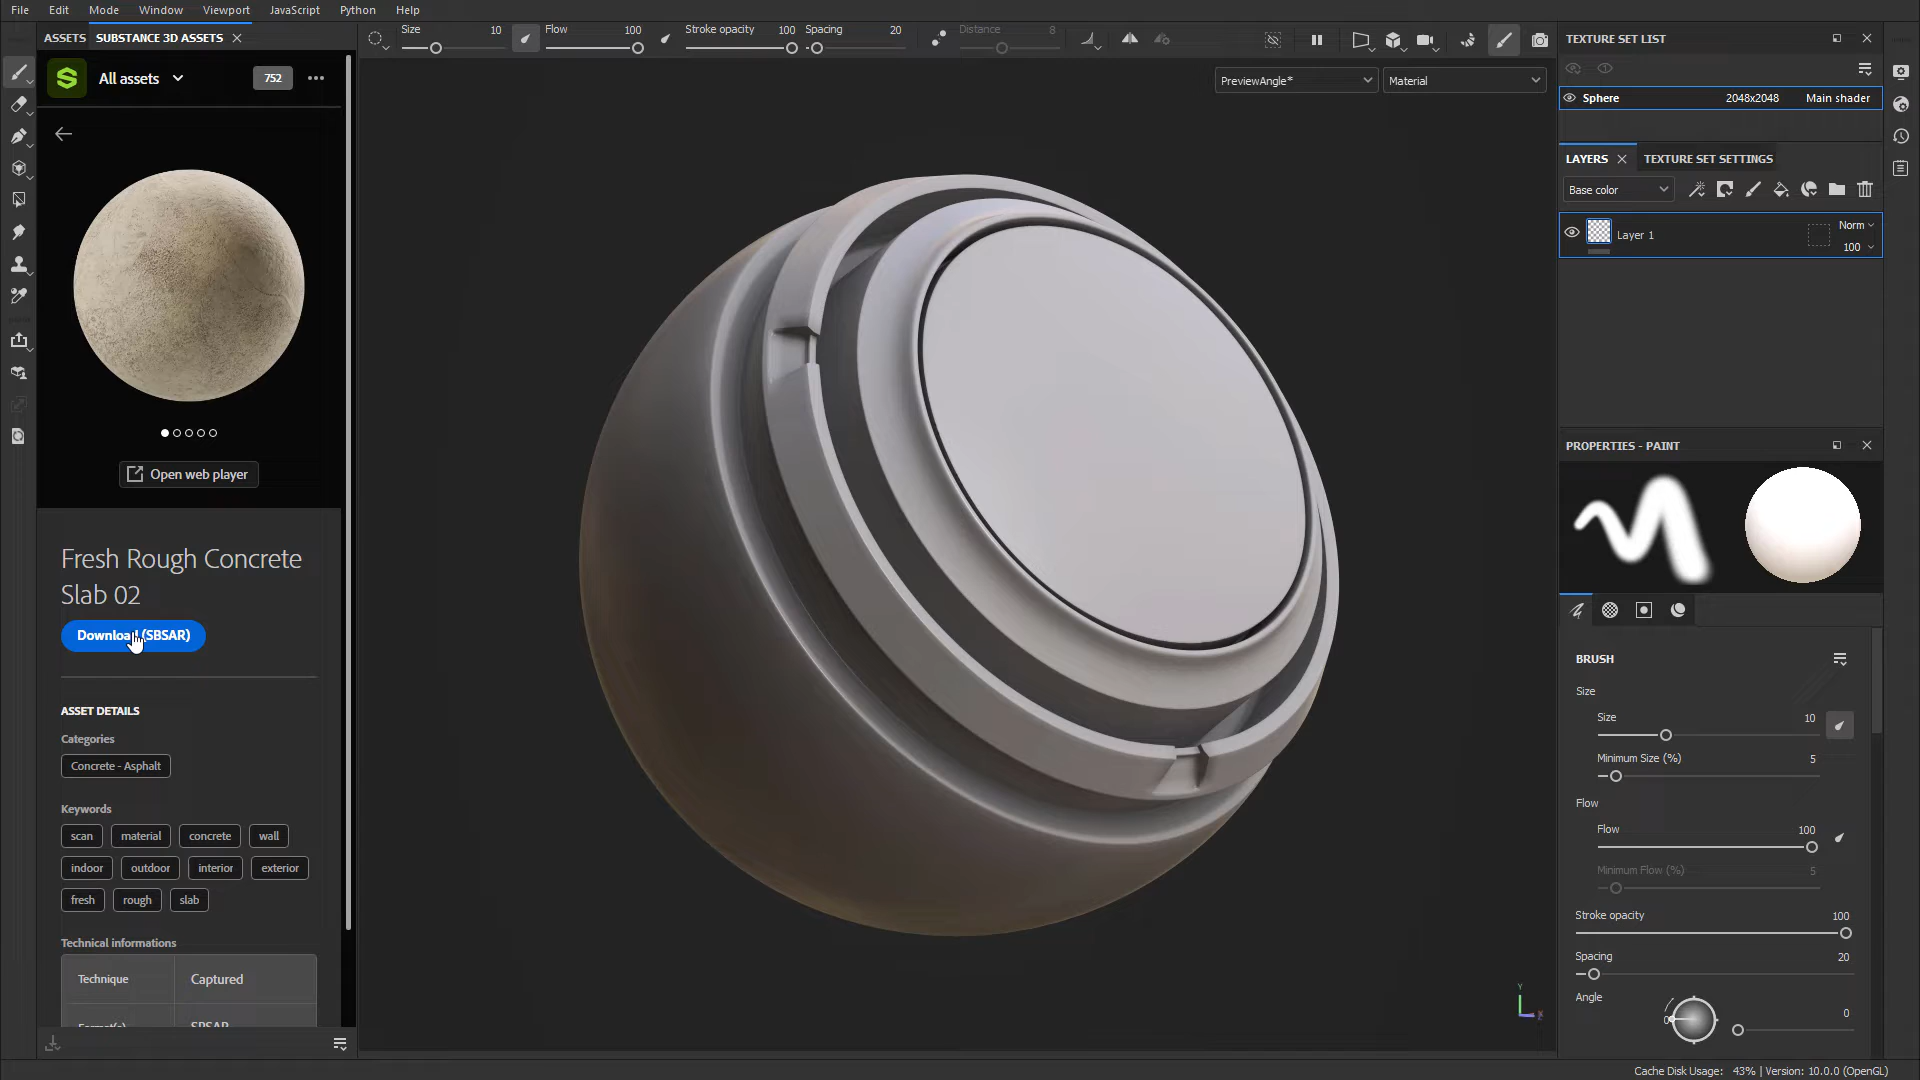 File Edit Mode Window Viewport JavaScript Python Help
ASSETS SUBSTANCE 3D ASSETS
Size 10 Flow 100 Stroke opacity 100 Spacing 20 Distance 8
All assets 752
PreviewAngle* Material
Open web player
Fresh Rough Concrete
Slab 02
Download (SBSAR)
ASSET DETAILS
Categories
Concrete - Asphalt
Keywords
scan material concrete wall
indoor outdoor interior exterior
fresh rough slab
Technical informations
Technique Captured
Format(s) SBSAR
TEXTURE SET LIST
Sphere 2048x2048 Main shader
LAYERS TEXTURE SET SETTINGS
Base color
Layer 1 Norm
100
PROPERTIES - PAINT
BRUSH
Size
Size 10
Minimum Size (%) 5
Flow
Flow 100
Minimum Flow (%) 5
Stroke opacity 100
Spacing 20
Angle
0 0
Y
Cache Disk Usage: 43% | Version: 10.0.0 (OpenGL)